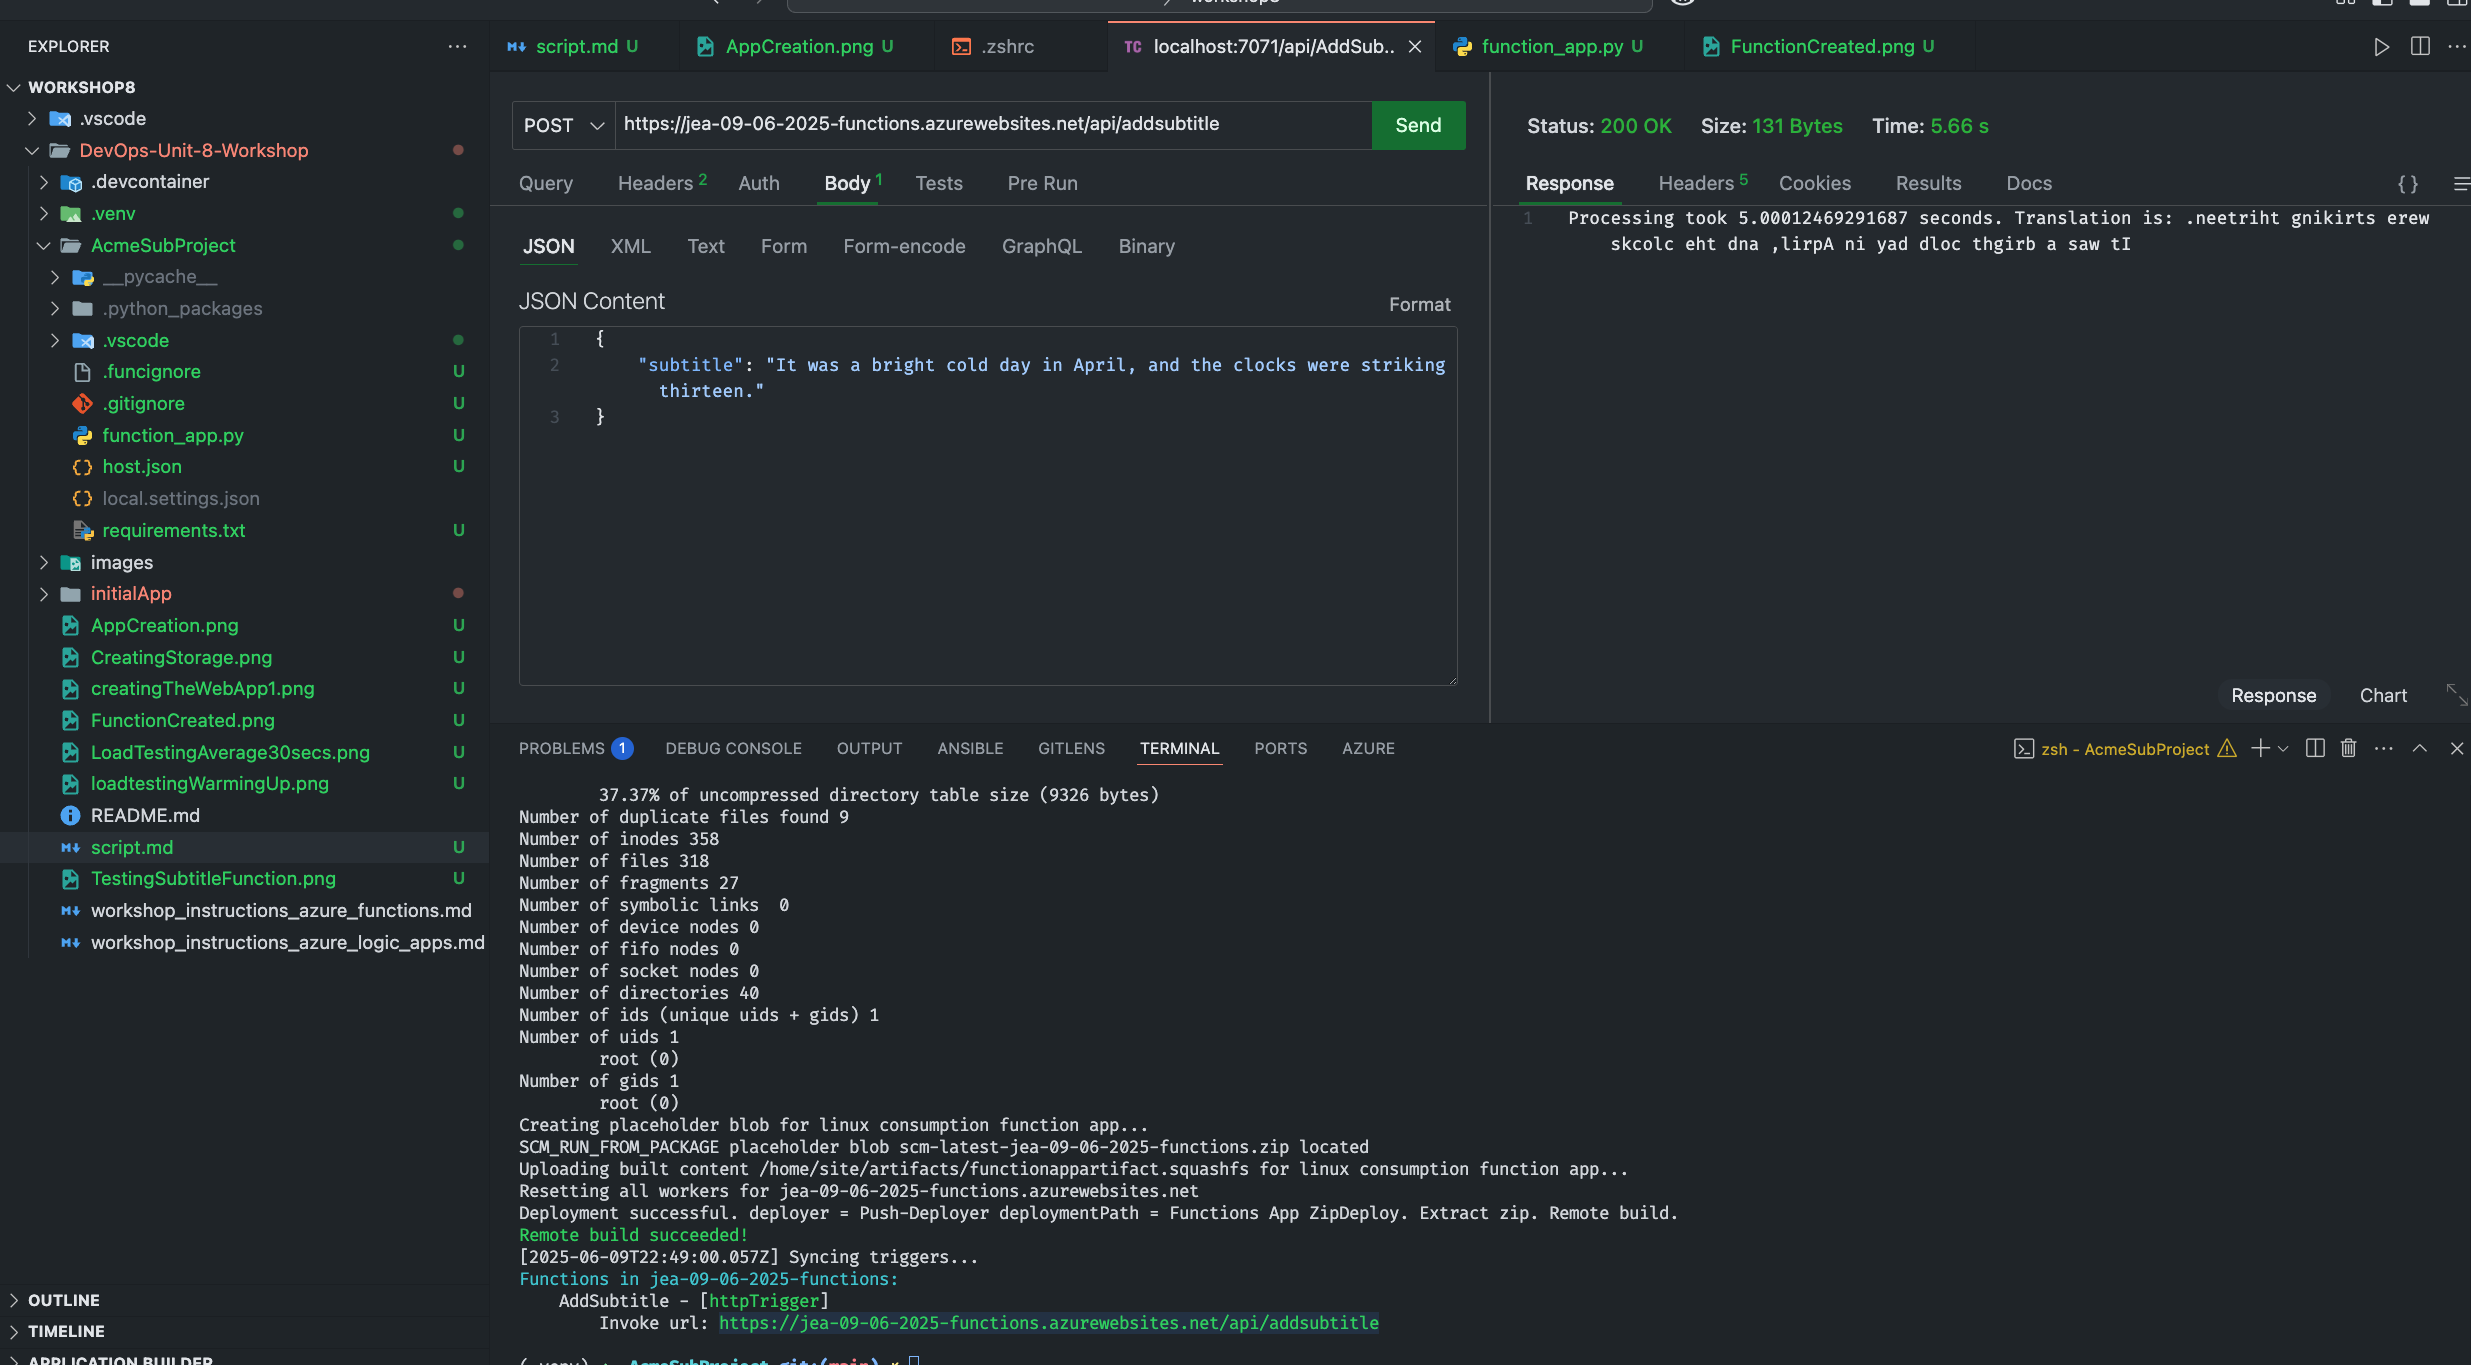 workshop8
EXPLORER
WORKSHOP8
.vscode
DevOps-Unit-8-Workshop
.devcontainer
.venv
AcmeSubProject
__pycache__
.python_packages
.vscode
.funcignore U
.gitignore U
function_app.py U
host.json U
local.settings.json
requirements.txt U
images
initialApp
AppCreation.png U
CreatingStorage.png U
creatingTheWebApp1.png U
FunctionCreated.png U
LoadTestingAverage30secs.png U
loadtestingWarmingUp.png U
README.md
script.md U
TestingSubtitleFunction.png U
workshop_instructions_azure_functions.md
workshop_instructions_azure_logic_apps.md
OUTLINE
TIMELINE
APPLICATION BUILDER
script.md U AppCreation.png U .zshrc TC localhost:7071/api/AddSub.. function_app.py U FunctionCreated.png U
POST https://jea-09-06-2025-functions.azurewebsites.net/api/addsubtitle Send
Query Headers 2 Auth Body 1 Tests Pre Run
JSON XML Text Form Form-encode GraphQL Binary
JSON Content Format
1 {
2 "subtitle": "It was a bright cold day in April, and the clocks were striking
thirteen."
3 }
Status: 200 OK Size: 131 Bytes Time: 5.66 s
Response Headers 5 Cookies Results Docs {}
1 Processing took 5.00012469291687 seconds. Translation is: .neetriht gnikirts erew
skcolc eht dna ,lirpA ni yad dloc thgirb a saw tI
Response Chart
PROBLEMS 1 DEBUG CONSOLE OUTPUT ANSIBLE GITLENS TERMINAL PORTS AZURE
zsh - AcmeSubProject
37.37% of uncompressed directory table size (9326 bytes)
Number of duplicate files found 9
Number of inodes 358
Number of files 318
Number of fragments 27
Number of symbolic links  0
Number of device nodes 0
Number of fifo nodes 0
Number of socket nodes 0
Number of directories 40
Number of ids (unique uids + gids) 1
Number of uids 1
root (0)
Number of gids 1
root (0)
Creating placeholder blob for linux consumption function app...
SCM_RUN_FROM_PACKAGE placeholder blob scm-latest-jea-09-06-2025-functions.zip located
Uploading built content /home/site/artifacts/functionappartifact.squashfs for linux consumption function app...
Resetting all workers for jea-09-06-2025-functions.azurewebsites.net
Deployment successful. deployer = Push-Deployer deploymentPath = Functions App ZipDeploy. Extract zip. Remote build.
Remote build succeeded!
[2025-06-09T22:49:00.057Z] Syncing triggers...
Functions in jea-09-06-2025-functions:
AddSubtitle - [httpTrigger]
Invoke url: https://jea-09-06-2025-functions.azurewebsites.net/api/addsubtitle
(.venv) AcmeSubProject git:(main)